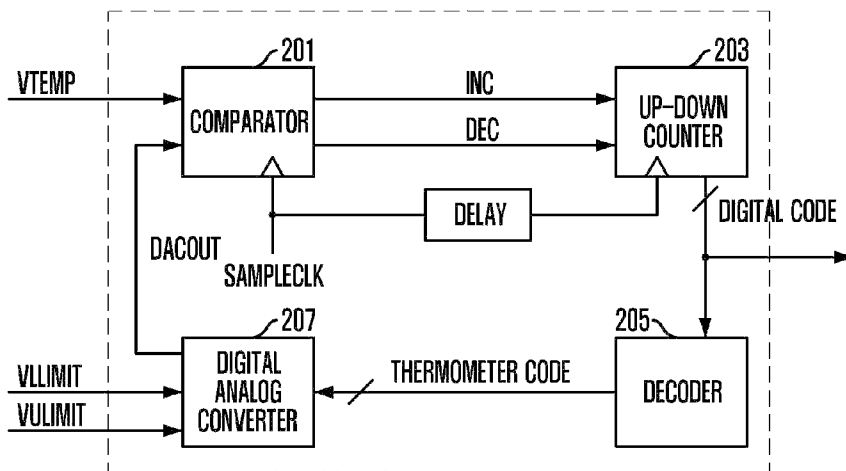 201
203
VTEMP
COMPARATOR
INC
DEC
UP-DOWN
COUNTER
DELAY
DIGITAL CODE
DACOUT
SAMPLECLK
207
205
VLLIMIT
VULIMIT
DIGITAL
ANALOG
CONVERTER
THERMOMETER CODE
DECODER